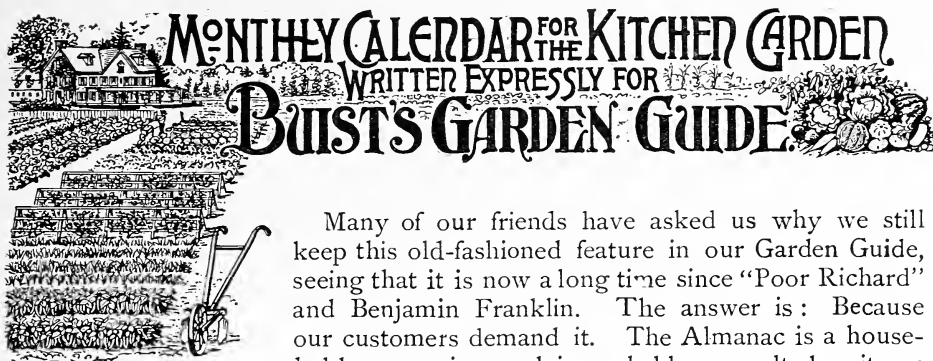 MONTHLY CALENDAR FOR THE KITCHEN GARDEN.
WRITTEN EXPRESSLY FOR
BUIST'S GARDEN GUIDE.
Many of our friends have asked us why we still
keep this old-fashioned feature in our Garden Guide,
seeing that it is now a long time since "Poor Richard"
and Benjamin Franklin. The answer is : Because
our customers demand it. The Almanac is a house-